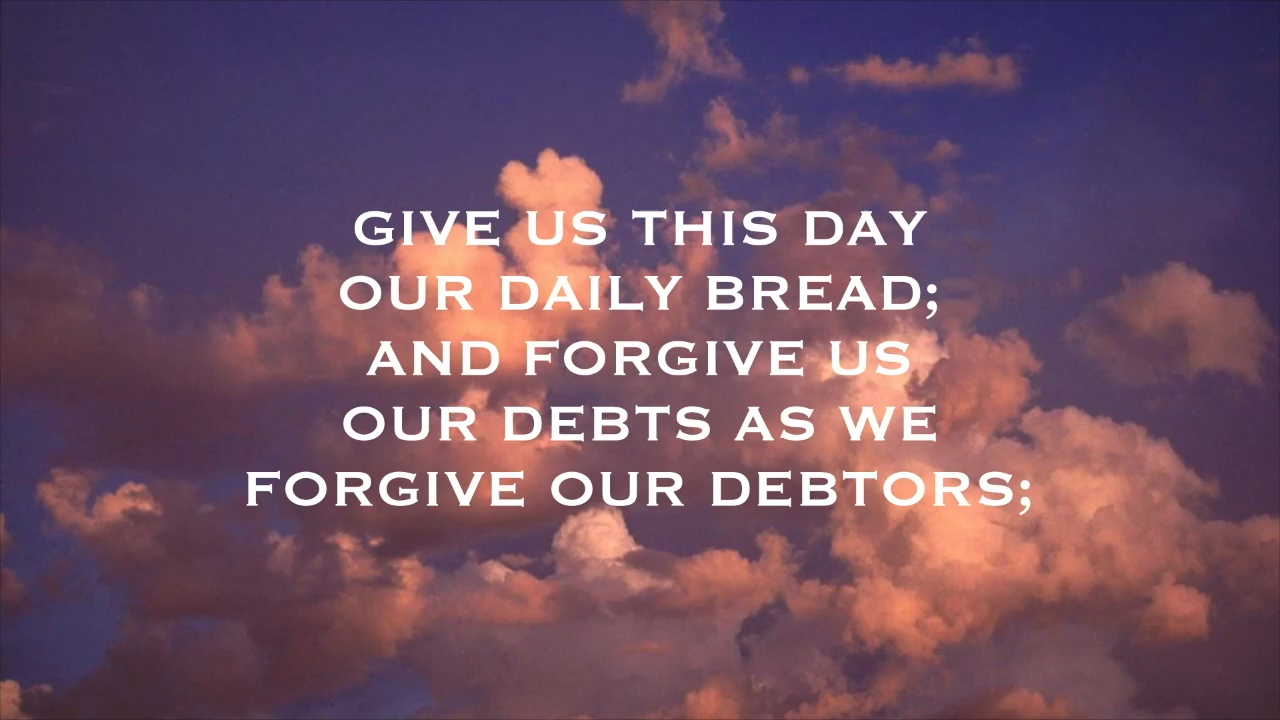 GIVE US THIS DAY
OUR DAILY BREAD;
AND FORGIVE US
OUR DEBTS AS WE
FORGIVE OUR DEBTORS;